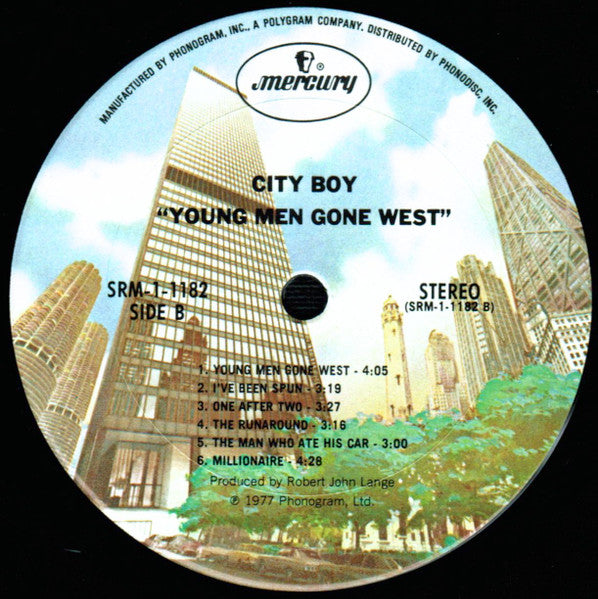 MANUFACTURED BY PHONOGRAM, INC., A POLYGRAM COMPANY. DISTRIBUTED BY PHONODISC, INC.
mercury ®
CITY BOY
“YOUNG MEN GONE WEST”
SRM-1-1182
SIDE B
STEREO
(SRM-1-1182 B)
1. YOUNG MEN GONE WEST - 4:05
2. I'VE BEEN SPUN - 3:19
3. ONE AFTER TWO - 3:27
4. THE RUNAROUND - 3:16
5. THE MAN WHO ATE HIS CAR - 3:00
6. MILLIONAIRE - 4:28
Produced by Robert John Lange
℗ 1977 Phonogram, Ltd.